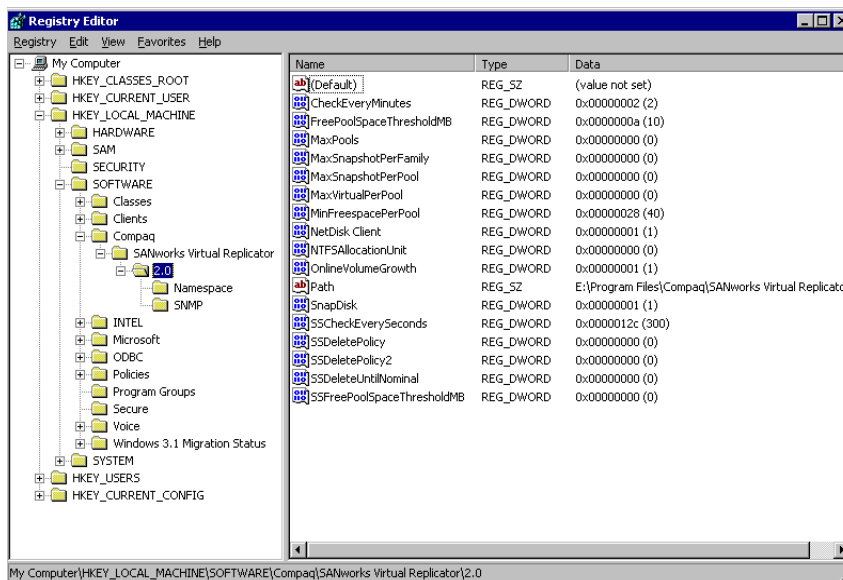 Registry Editor
Registry Edit View Favorites Help
My Computer
HKEY_CLASSES_ROOT
HKEY_CURRENT_USER
HKEY_LOCAL_MACHINE
HARDWARE
SAM
SECURITY
SOFTWARE
Classes
Clients
Compaq
SANworks Virtual Replicator
2.0
Namespace
SNMP
INTEL
Microsoft
ODBC
Policies
Program Groups
Secure
Voice
Windows 3.1 Migration Status
SYSTEM
HKEY_USERS
HKEY_CURRENT_CONFIG
Name Type Data
(Default) REG_SZ (value not set)
CheckEveryMinutes REG_DWORD 0x00000002 (2)
FreePoolSpaceThresholdMB REG_DWORD 0x0000000a (10)
MaxPools REG_DWORD 0x00000000 (0)
MaxSnapshotPerFamily REG_DWORD 0x00000000 (0)
MaxSnapshotPerPool REG_DWORD 0x00000000 (0)
MaxVirtualPerPool REG_DWORD 0x00000000 (0)
MinFreespacePerPool REG_DWORD 0x00000028 (40)
NetDisk Client REG_DWORD 0x00000001 (1)
NTFSAllocationUnit REG_DWORD 0x00000000 (0)
OnlineVolumeGrowth REG_DWORD 0x00000001 (1)
Path REG_SZ E:\Program Files\Compaq\SANworks Virtual Replicato
SnapDisk REG_DWORD 0x00000001 (1)
SSCheckEverySeconds REG_DWORD 0x0000012c (300)
SSDeletePolicy REG_DWORD 0x00000000 (0)
SSDeletePolicy2 REG_DWORD 0x00000000 (0)
SSDeleteUntilNominal REG_DWORD 0x00000000 (0)
SSFreePoolSpaceThresholdMB REG_DWORD 0x00000000 (0)
My Computer\HKEY_LOCAL_MACHINE\SOFTWARE\Compaq\SANworks Virtual Replicator\2.0